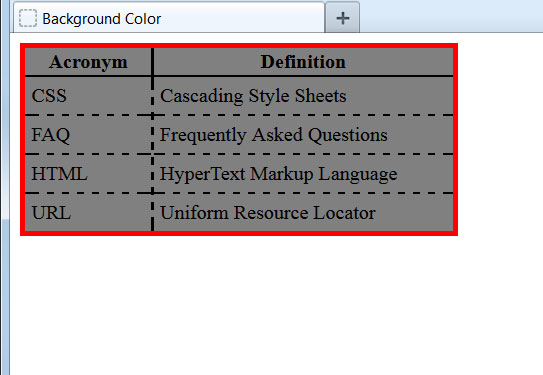 Background Color
Acronym Definition
CSS Cascading Style Sheets
FAQ Frequently Asked Questions
HTML HyperText Markup Language
URL Uniform Resource Locator